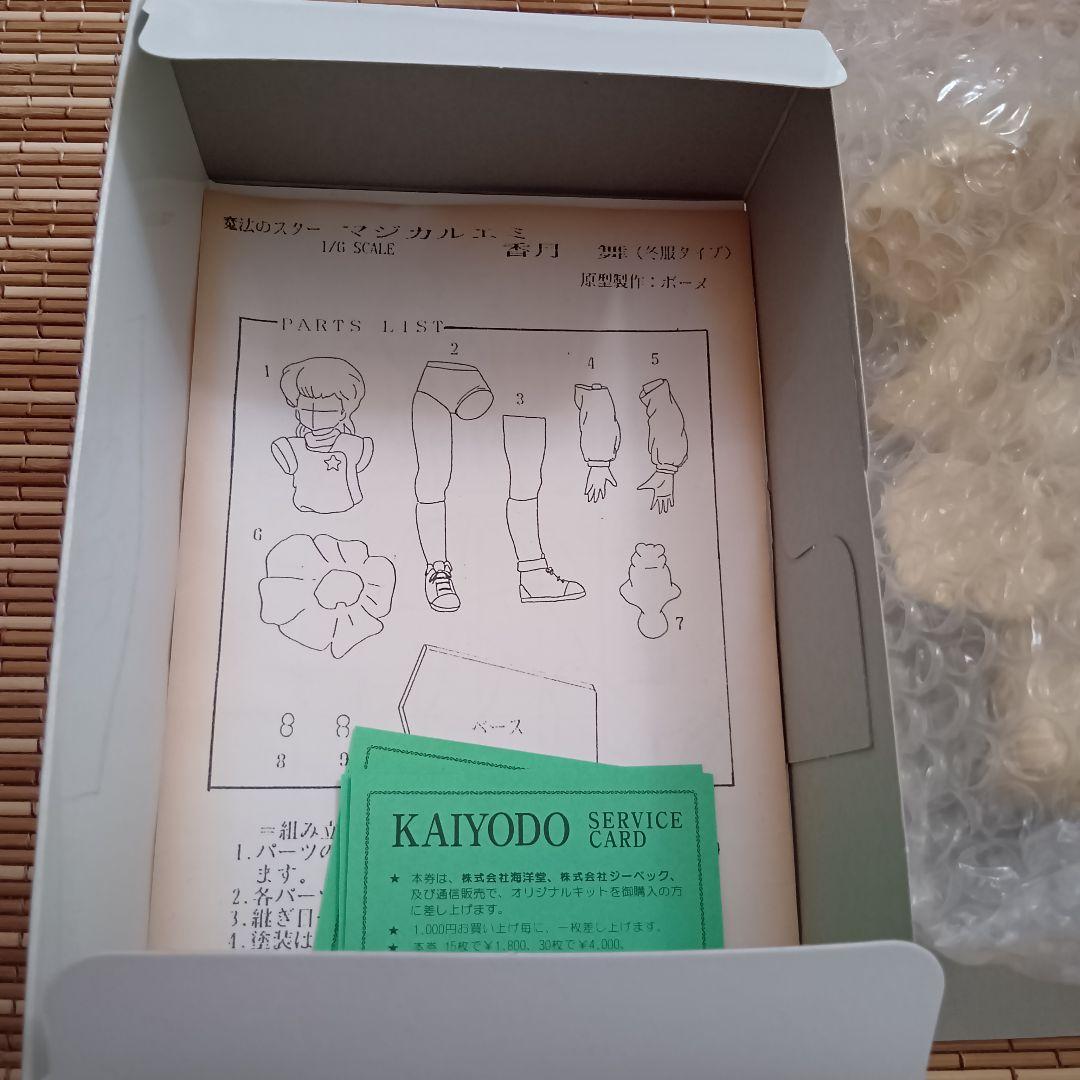 魔法のスター マジカルエミ
1/6 SCALE 香月 舞(冬服タイプ)
原型製作:ボーメ
PARTS LIST
1
2
3
4
5
6
7
ベース
8 8
8 9
=組み立
1.パーツの
ます。
2.各パー
3.継ぎ目
4.塗装は
KAIYODO SERVICE CARD
★ 本券は、株式会社海洋堂、株式会社ジーベック、
及び通信販売で、オリジナルキットを御購入の方
に差し上げます。
★ 1,000円お買い上げ毎に、一枚差し上げます。
★ 本券 15枚で¥1,800、30枚で¥4,000、